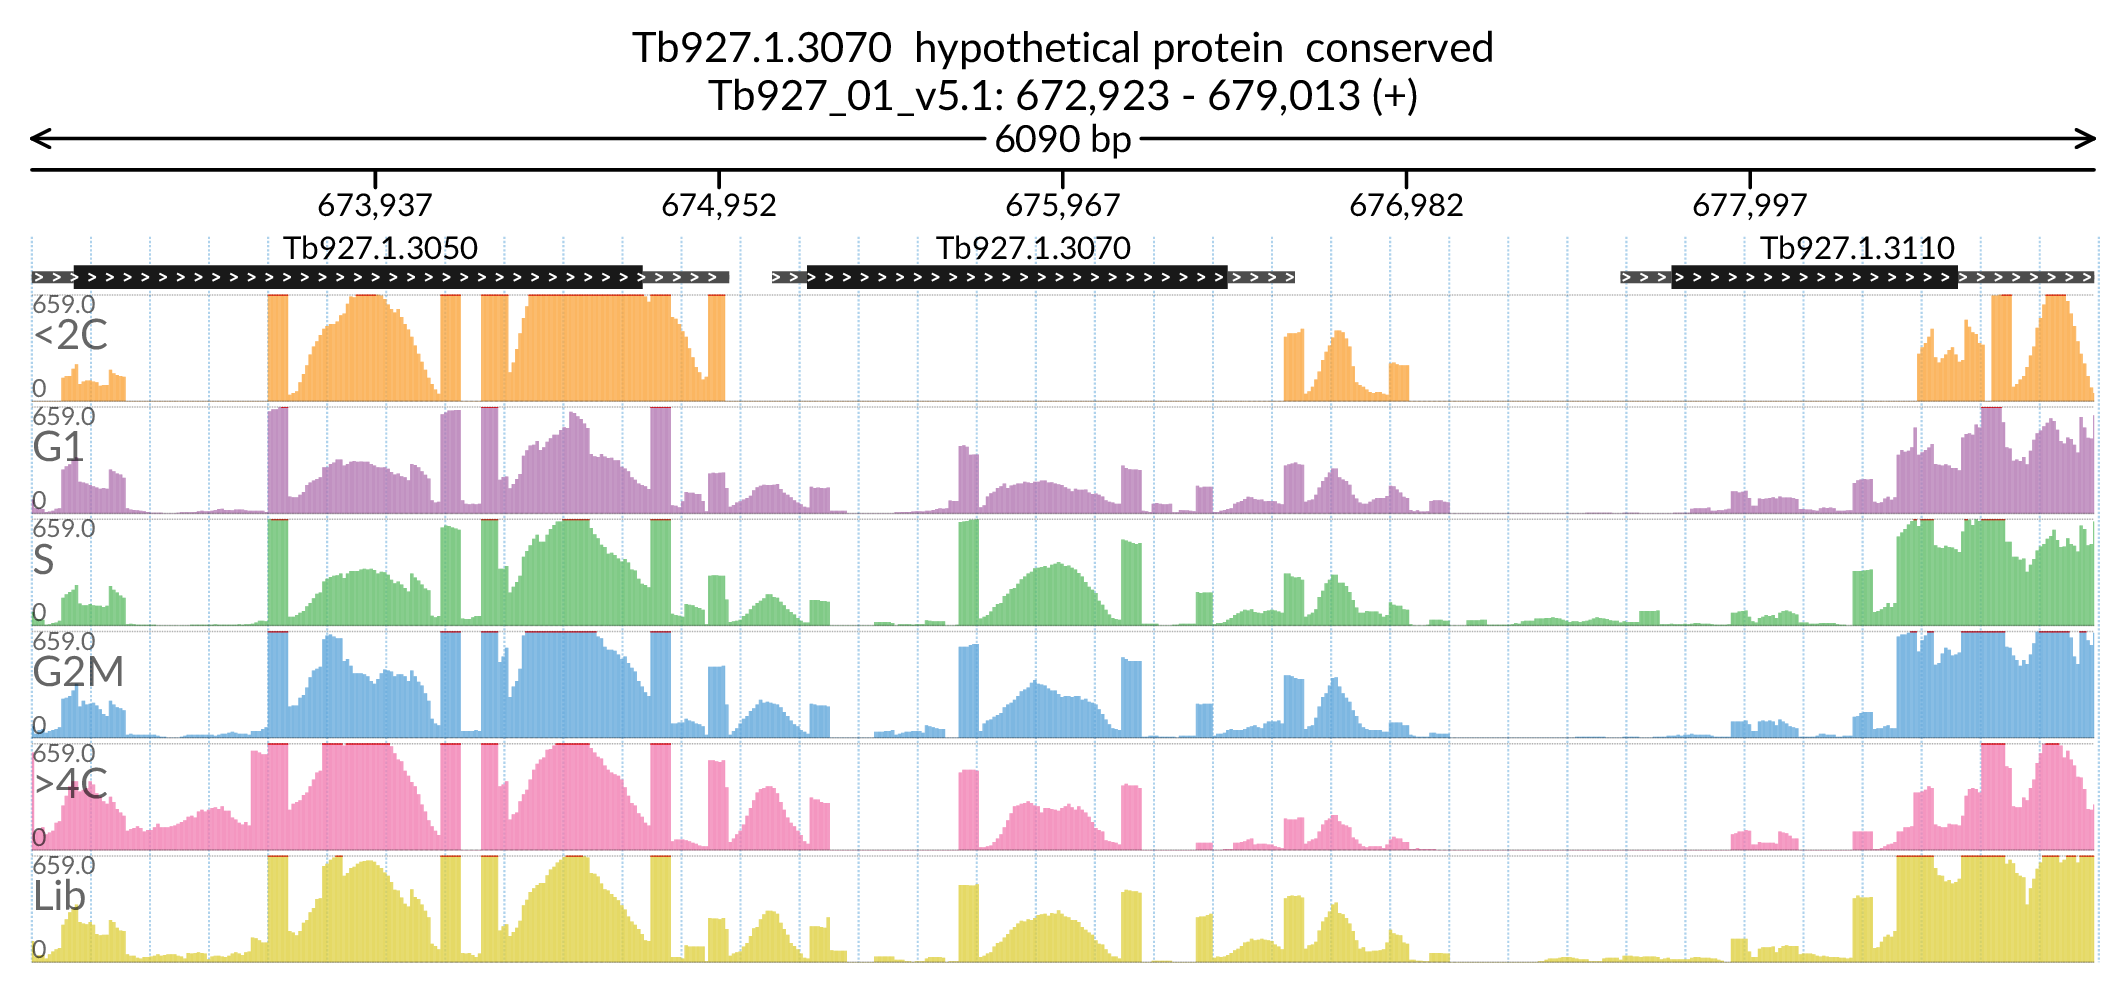 Tb927.1.3070  hypothetical protein  conserved
Tb927_01_v5.1: 672,923 - 679,013 (+)
6090 bp
673,937 674,952 675,967 676,982 677,997
Tb927.1.3050 Tb927.1.3070 Tb927.1.3110
659.0
<2C
0
659.0
G1
0
659.0
S
0
659.0
G2M
0
659.0
>4C
0
659.0
Lib
0